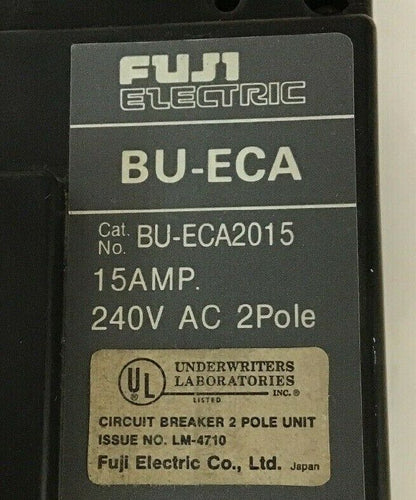 FUJI
ELECTRIC
BU-ECA
Cat. No. BU-ECA2015
15AMP.
240V AC 2Pole
UL ®
UNDERWRITERS
LABORATORIES
INC.®
LISTED
CIRCUIT BREAKER 2 POLE UNIT
ISSUE NO. LM-4710
Fuji Electric Co., Ltd. Japan